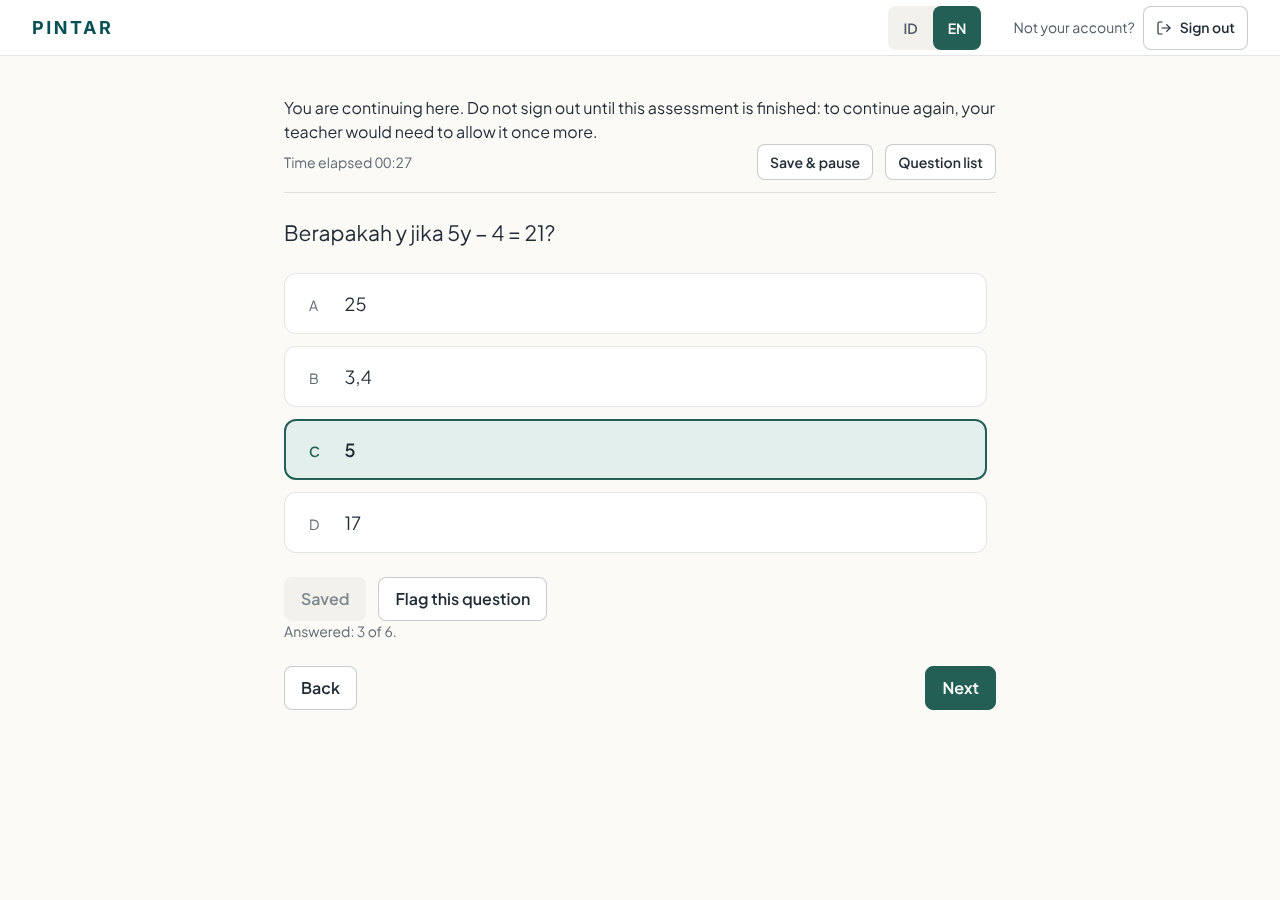 PINTAR
ID
EN
Not your account?
Sign out
You are continuing here. Do not sign out until this assessment is finished: to continue again, your
teacher would need to allow it once more.
Time elapsed 00:27
Save & pause
Question list
Berapakah y jika 5y – 4 = 21?
A 25
B 3,4
C 5
D 17
Saved
Flag this question
Answered: 3 of 6.
Back
Next